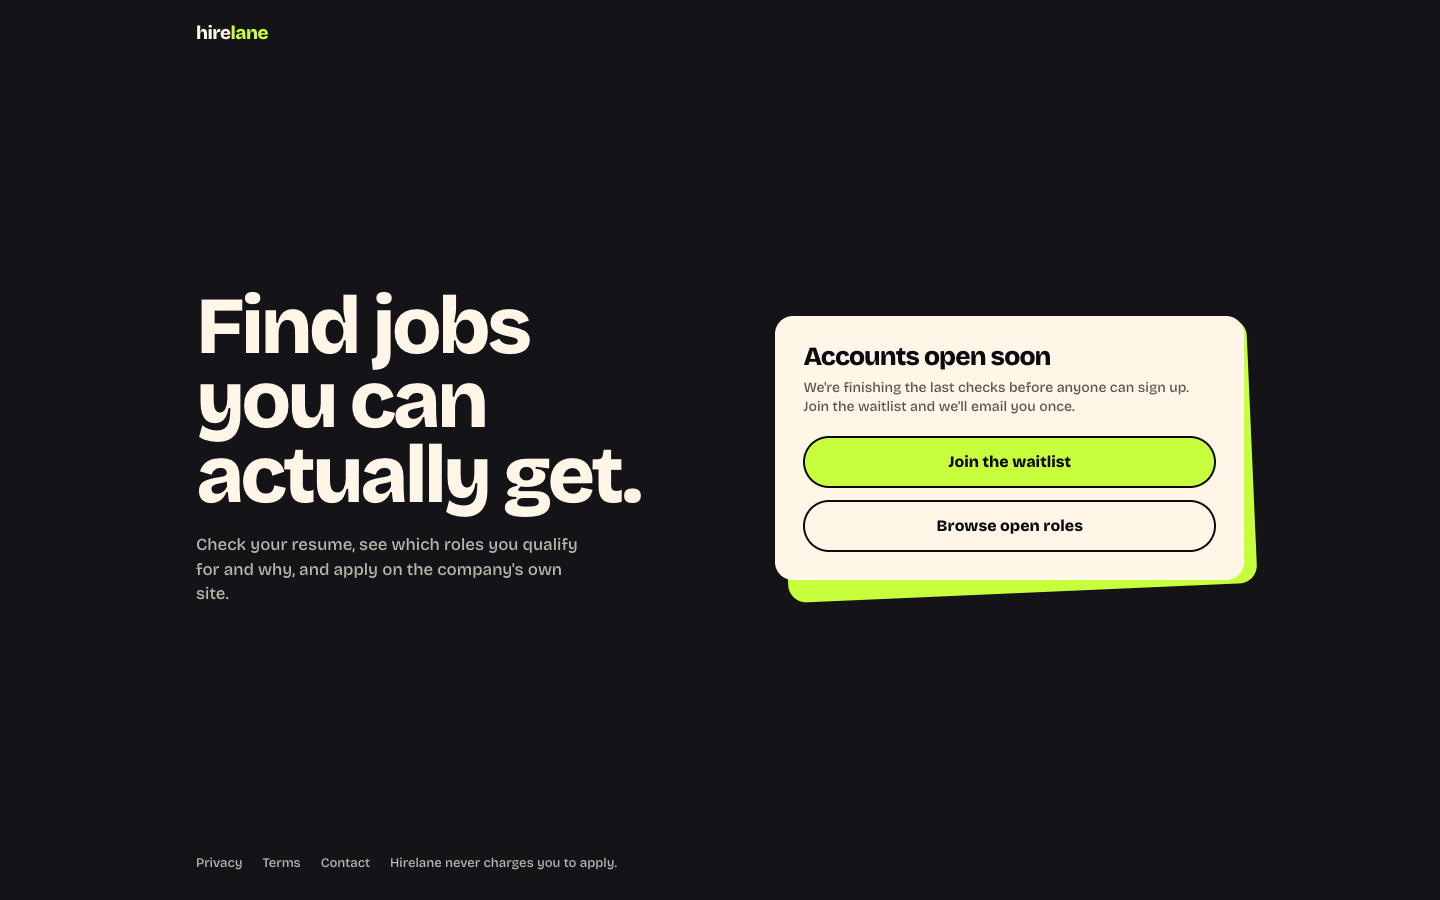 hirelane
Find jobs
you can
actually get.
Check your resume, see which roles you qualify
for and why, and apply on the company's own
site.
Accounts open soon
We're finishing the last checks before anyone can sign up.
Join the waitlist and we'll email you once.
Join the waitlist
Browse open roles
Privacy Terms Contact Hirelane never charges you to apply.